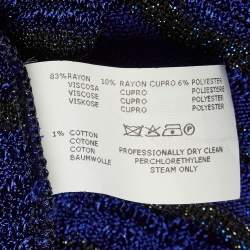 83% RAYON 10% RAYON CUPRO 6% POLYESTER
VISCOSA CUPRO POLIESTERE
VISCOSE CUPRO POLYESTER
VISKOSE CUPRO POLYESTER
1% COTTON
COTONE
COTON
BAUMWOLLE
PROFESSIONALLY DRY CLEAN
PERCHLORETHYLENE
STEAM ONLY